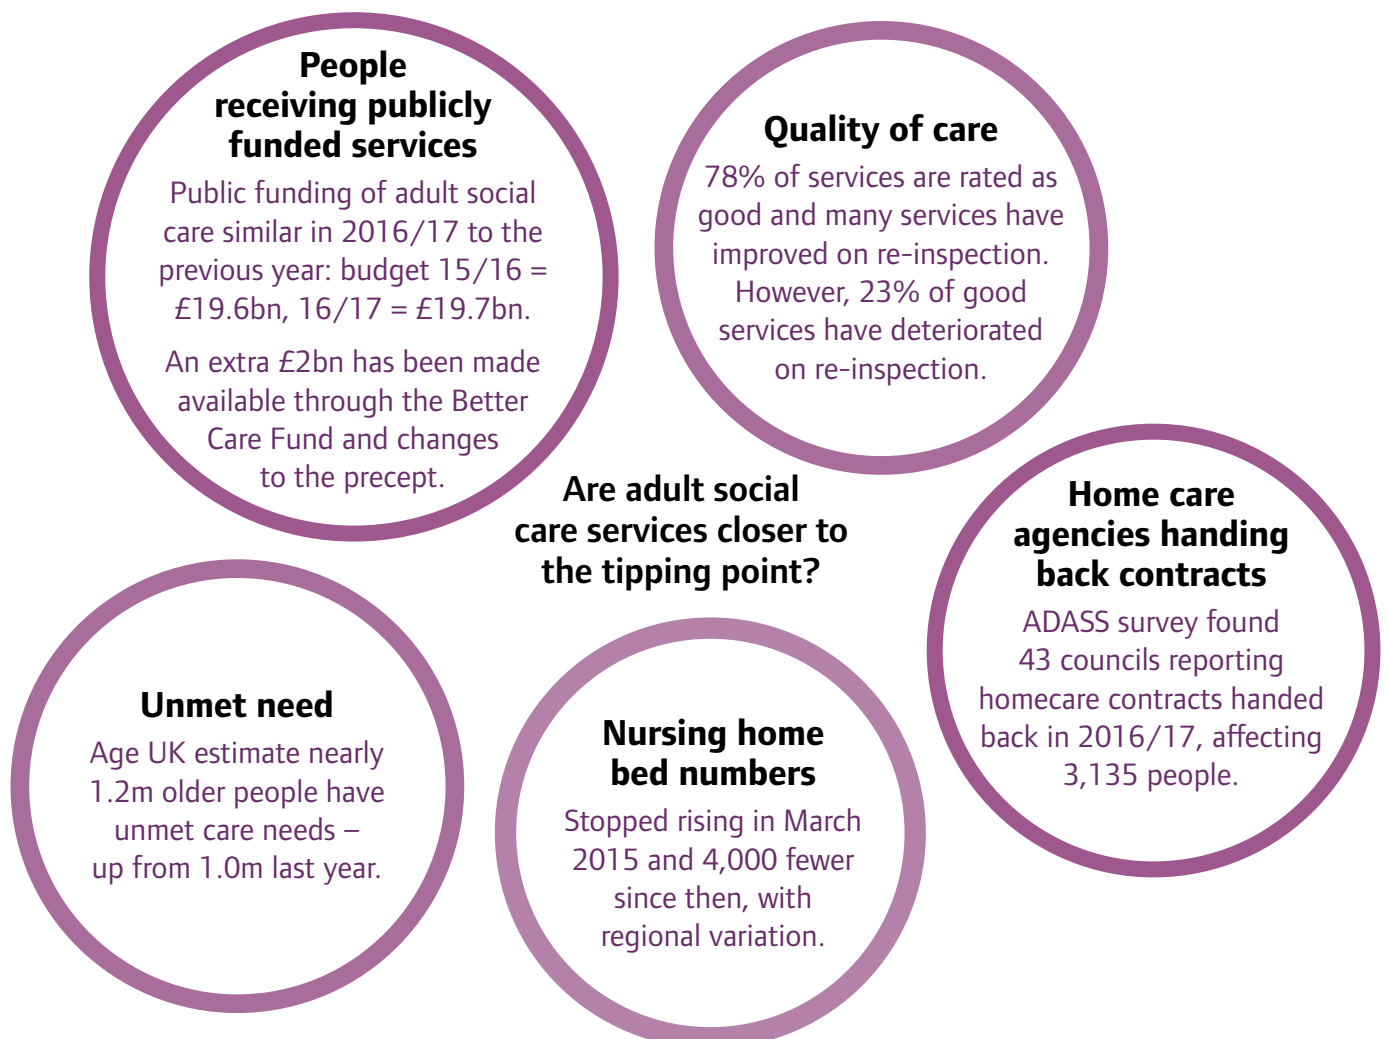 People
receiving publicly
funded services
Public funding of adult social
care similar in 2016/17 to the
previous year: budget 15/16 =
£19.6bn, 16/17 = £19.7bn.
An extra £2bn has been made
available through the Better
Care Fund and changes
to the precept.
Quality of care
78% of services are rated as
good and many services have
improved on re-inspection.
However, 23% of good
services have deteriorated
on re-inspection.
Are adult social
care services closer to
the tipping point?
Home care
agencies handing
back contracts
ADASS survey found
43 councils reporting
homecare contracts handed
back in 2016/17, affecting
3,135 people.
Unmet need
Age UK estimate nearly
1.2m older people have
unmet care needs –
up from 1.0m last year.
Nursing home
bed numbers
Stopped rising in March
2015 and 4,000 fewer
since then, with
regional variation.